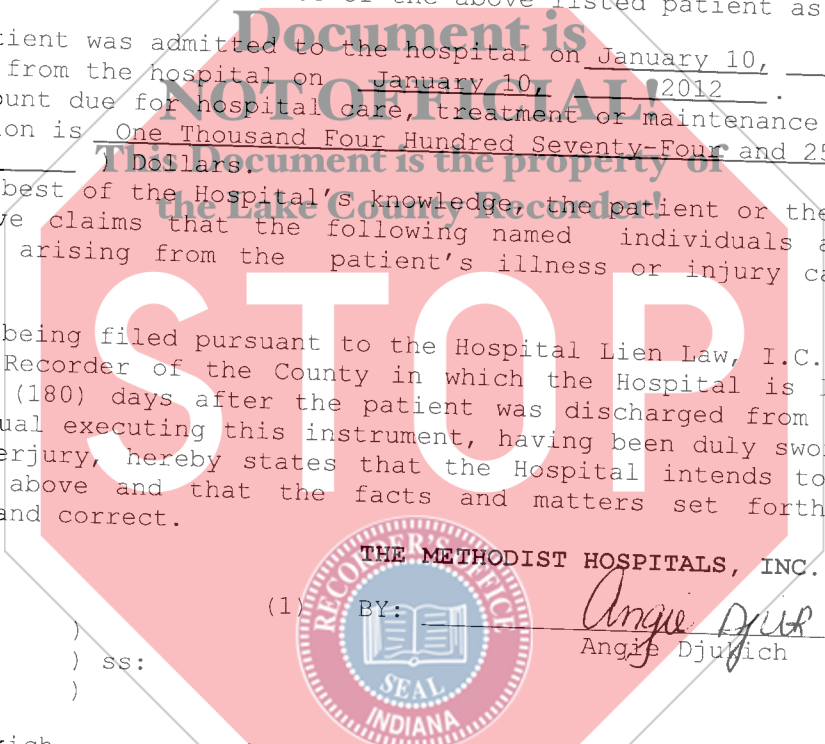 of the above listed patient as
Document is
tient was admitted to the hospital on January 10,
from the hospital on January 10, 2012 .
NOT OFFICIAL!
ount due for hospital care, treatment or maintenance
ion is One Thousand Four Hundred Seventy-Four and 25
This Document is the property of
) Dollars.
best of the Hospital's knowledge, the patient or the
the Lake County Recorder!
ve claims that the following named individuals a
arising from the patient's illness or injury ca
STOP
being filed pursuant to the Hospital Lien Law, I.C.
Recorder of the County in which the Hospital is l
(180) days after the patient was discharged from
ual executing this instrument, having been duly swo
erjury, hereby states that the Hospital intends to
above and that the facts and matters set forth
and correct.
THE METHODIST HOSPITALS, INC.
(1) BY: Angie Djuk
Angie Djukich
)
) ss:
)
RECORDER'S OFFICE
SEAL
INDIANA